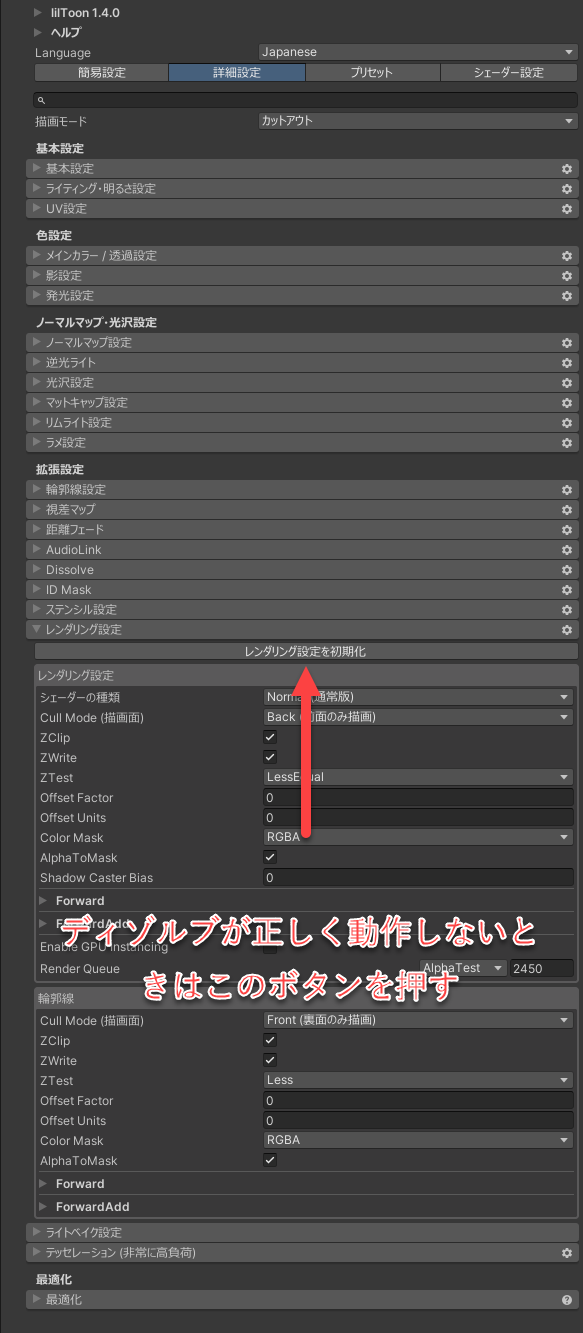 lilToon 1.4.0
ヘルプ
Language Japanese
簡易設定 詳細設定 プリセット シェーダー設定
描画モード カットアウト
基本設定
基本設定
ライティング・明るさ設定
UV設定
色設定
メインカラー / 透過設定
影設定
発光設定
ノーマルマップ・光沢設定
ノーマルマップ設定
逆光ライト
光沢設定
マットキャップ設定
リムライト設定
ラメ設定
拡張設定
輪郭線設定
視差マップ
距離フェード
AudioLink
Dissolve
ID Mask
ステンシル設定
レンダリング設定
レンダリング設定を初期化
レンダリング設定
シェーダーの種類 Normal (通常版)
Cull Mode (描画面) Back (前面のみ描画)
ZClip
ZWrite
ZTest LessEqual
Offset Factor 0
Offset Units 0
Color Mask RGBA
AlphaToMask
Shadow Caster Bias 0
Forward
ForwardAdd
ディゾルブが正しく動作しないと
Enable GPU Instancing
Render Queue AlphaTest 2450
きはこのボタンを押す
輪郭線
Cull Mode (描画面) Front (裏面のみ描画)
ZClip
ZWrite
ZTest Less
Offset Factor 0
Offset Units 0
Color Mask RGBA
AlphaToMask
Forward
ForwardAdd
ライトベイク設定
テッセレーション (非常に高負荷)
最適化
最適化